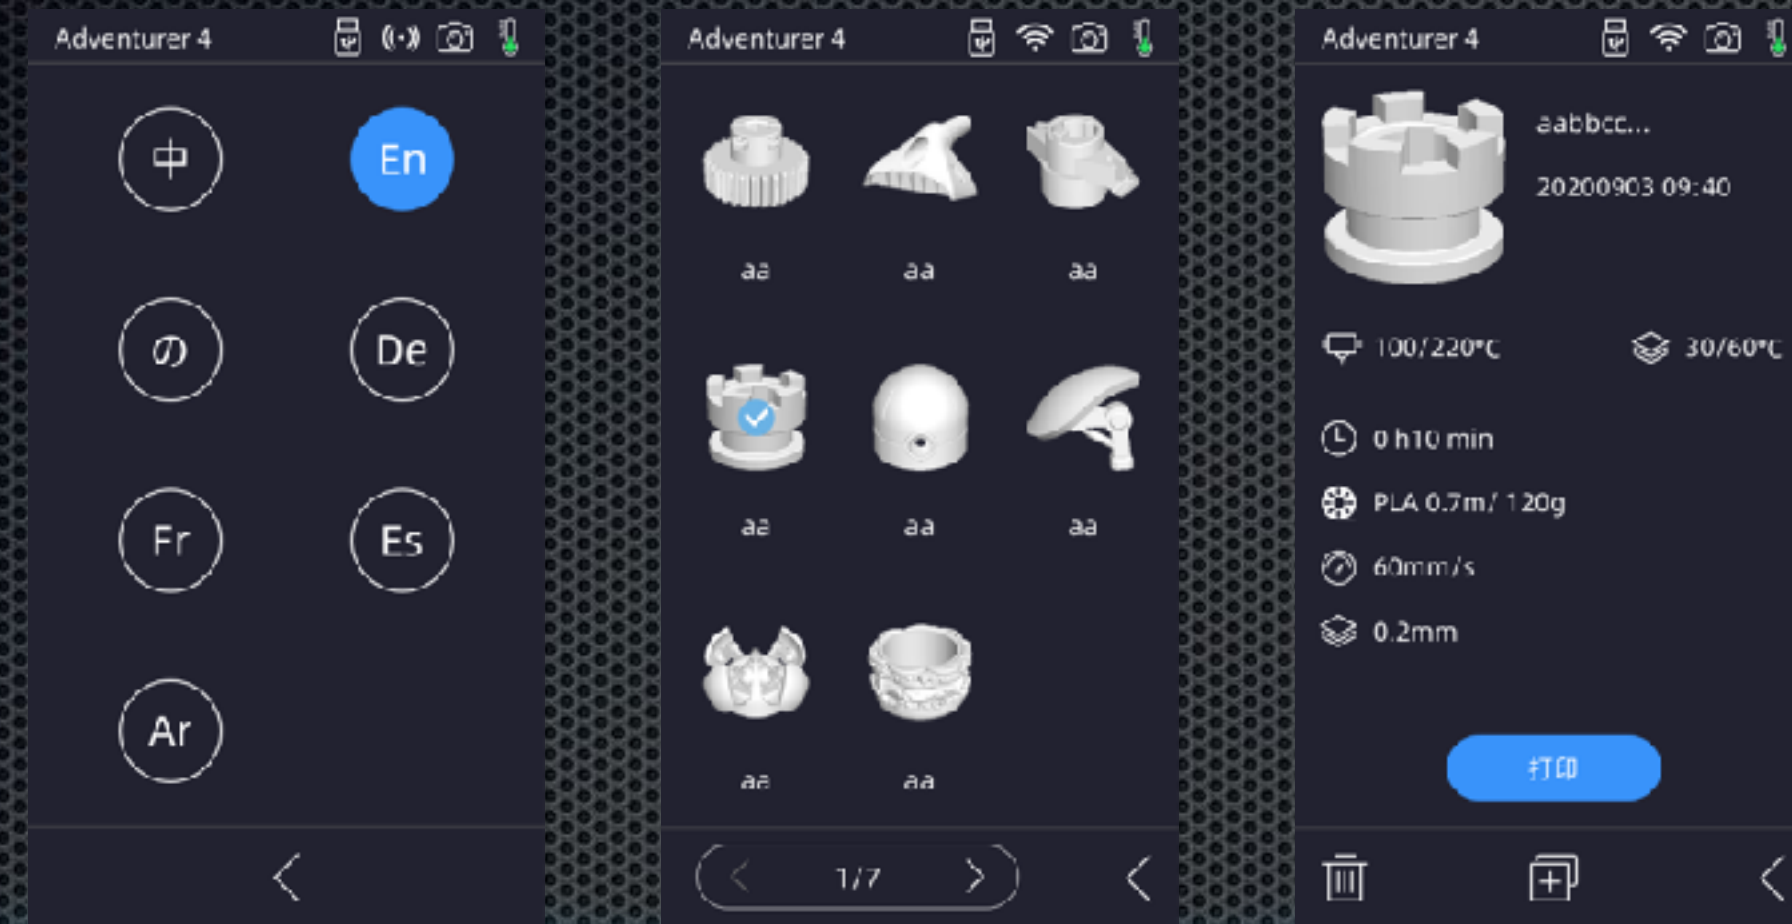 Adventurer 4
中
En
の
De
Fr
Es
Ar
Adventurer 4
aa
aa
aa
aa
aa
aa
aa
aa
1/7
Adventurer 4
aabbcc...
20200903 09:40
100/220°C
30/60°C
0 h10 min
PLA 0.7m/ 120g
60mm/s
0.2mm
打印